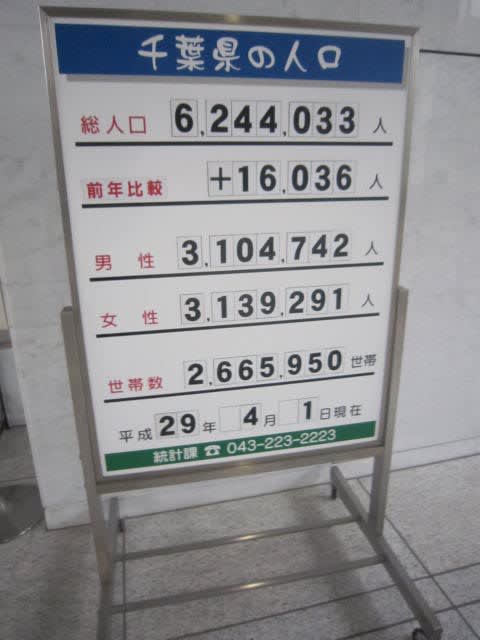 千葉県の人口
総人口 6,244,033 人
前年比較 +16,036 人
男性 3,104,742 人
女性 3,139,291 人
世帯数 2,665,950 世帯
平成 29 年 4 月 1 日現在
統計課 ☎ 043-223-2223